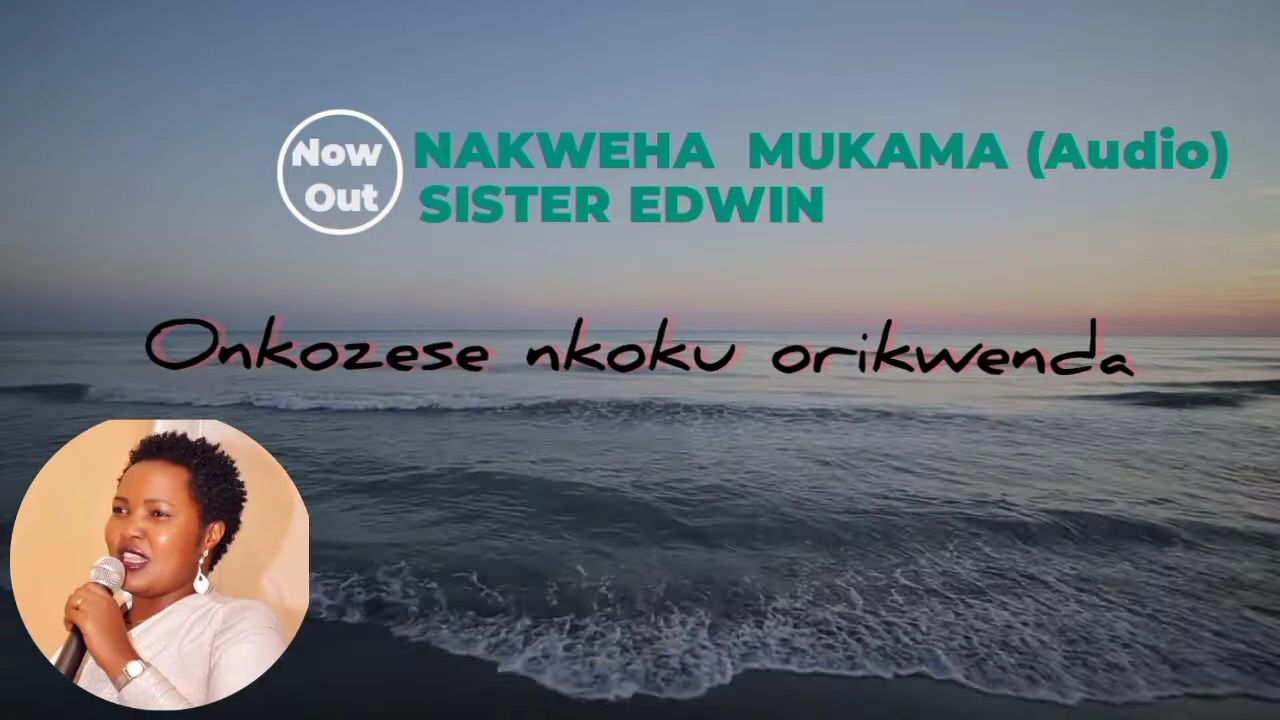 Now
Out
NAKWEHA MUKAMA (Audio)
SISTER EDWIN
Onkozese nkoku orikwenda